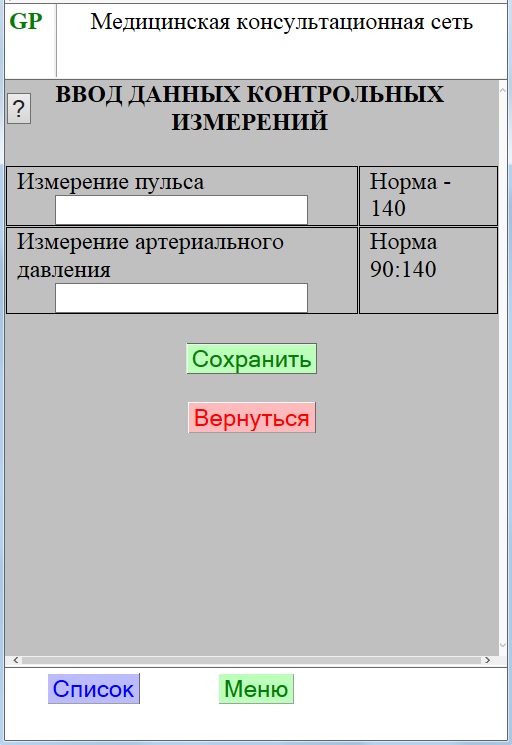 GP Медицинская консультационная сеть
? ВВОД ДАННЫХ КОНТРОЛЬНЫХ
ИЗМЕРЕНИЙ
Измерение пульса
Норма -
140
Измерение артериального
давления
Норма
90:140
Сохранить
Вернуться
Список Меню